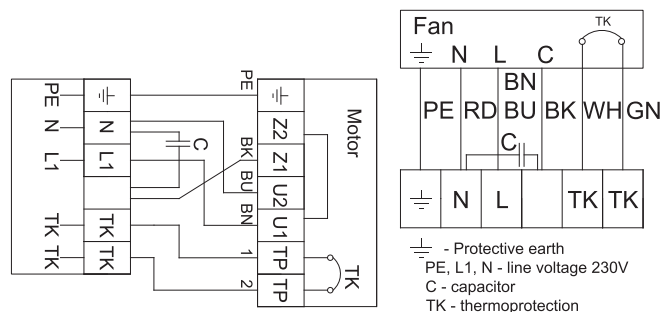 PE
N
L1
TK
TK
N
L1
TK
TK
C
PE
BK
BU
BN
1
2
Z2
Z1
U2
U1
TP
TP
Motor
TK
Fan
TK
N L C
PE RD BN BU BK WH GN
C
N L TK TK
- Protective earth
PE, L1, N - line voltage 230V
C - capacitor
TK - thermoprotection